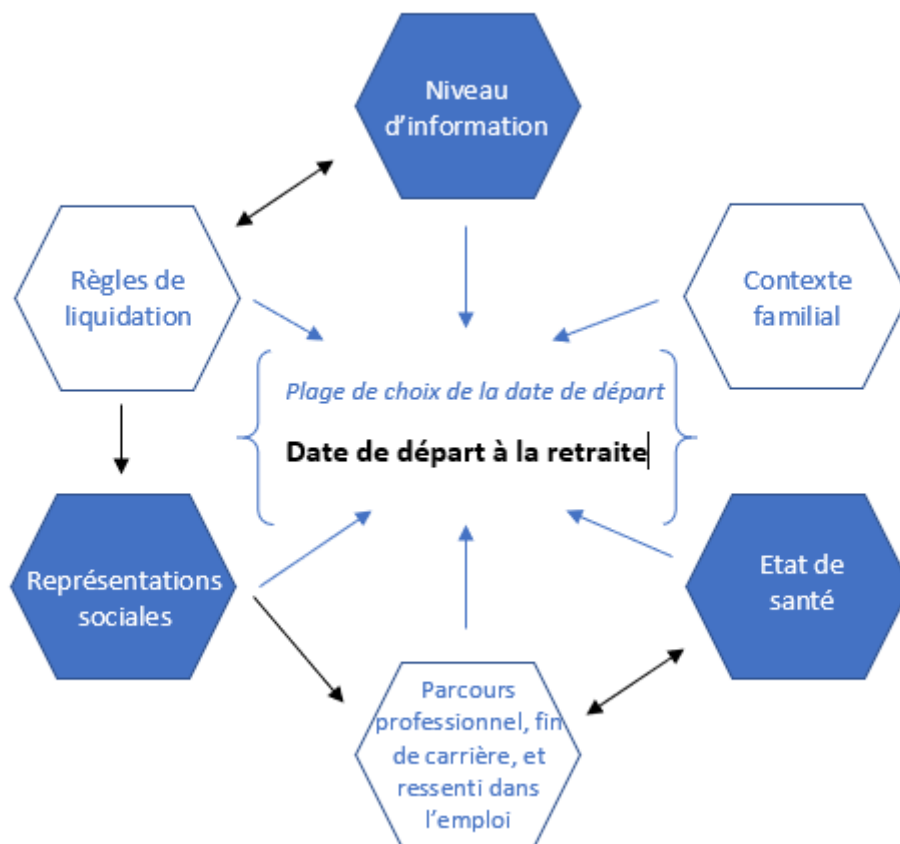 Niveau
d'information
Règles de
liquidation
Contexte
familial
Plage de choix de la date de départ
Date de départ à la retraite
Représentations
sociales
Etat de
santé
Parcours
professionnel, fin
de carrière, et
ressenti dans
l'emploi